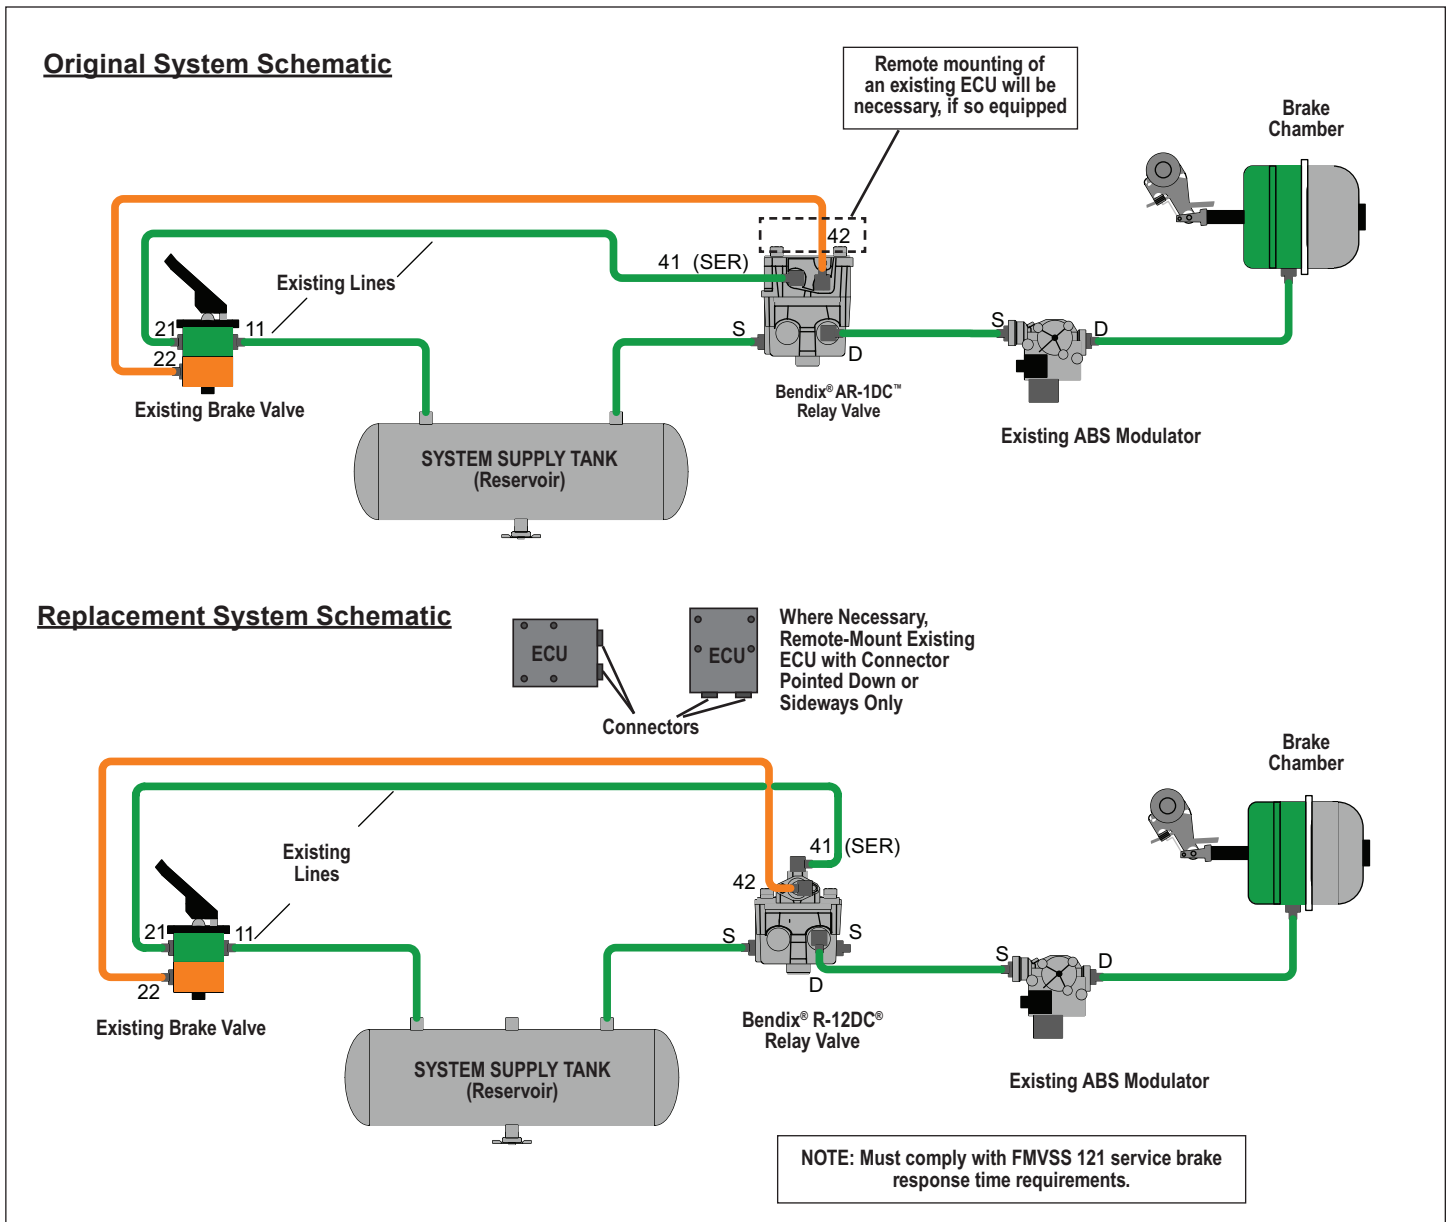 Original System Schematic
Remote mounting of
an existing ECU will be
necessary, if so equipped
Brake
Chamber
42
41 (SER)
Existing Lines
21
11
22
S
D
S
D
Existing Brake Valve
Bendix® AR-1DC™
Relay Valve
Existing ABS Modulator
SYSTEM SUPPLY TANK
(Reservoir)
Replacement System Schematic
ECU
ECU
Where Necessary,
Remote-Mount Existing
ECU with Connector
Pointed Down or
Sideways Only
Connectors
Brake
Chamber
Existing
Lines
41 (SER)
42
21
11
22
S
S
D
S
D
Existing Brake Valve
Bendix® R-12DC®
Relay Valve
Existing ABS Modulator
SYSTEM SUPPLY TANK
(Reservoir)
NOTE: Must comply with FMVSS 121 service brake
response time requirements.